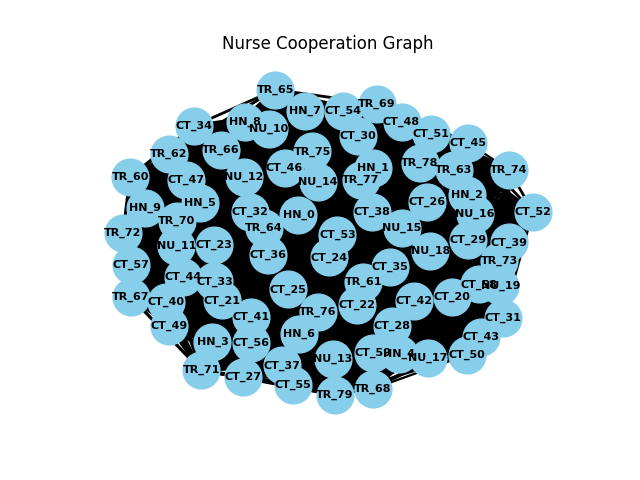 Nurse Cooperation Graph
TR_65
TR_69
HN_7
CT_54
HN_8
CT_48
CT_34
NU_10
CT_51
CT_30
CT_45
TR_66
TR_75
TR_62
TR_78
CT_46
HN_1
TR_63
TR_74
TR_60
CT_47
NU_12
NU_14
TR_77
HN_2
HN_5
CT_26
HN_9
CT_32
CT_38
CT_52
NU_16
HN_0
TR_70
TR_64
NU_15
TR_72
CT_53
CT_29
CT_39
NU_11
CT_23
NU_18
CT_36
CT_24
TR_73
CT_57
CT_35
CT_44
CT_33
TR_61
NU_19
CT_25
TR_67
CT_40
CT_21
CT_22
CT_42
CT_20
TR_76
CT_41
CT_31
CT_49
CT_28
HN_6
CT_43
HN_3
CT_56
HN_4
NU_13
NU_17
CT_50
CT_37
TR_71
CT_27
CT_55
TR_68
TR_79